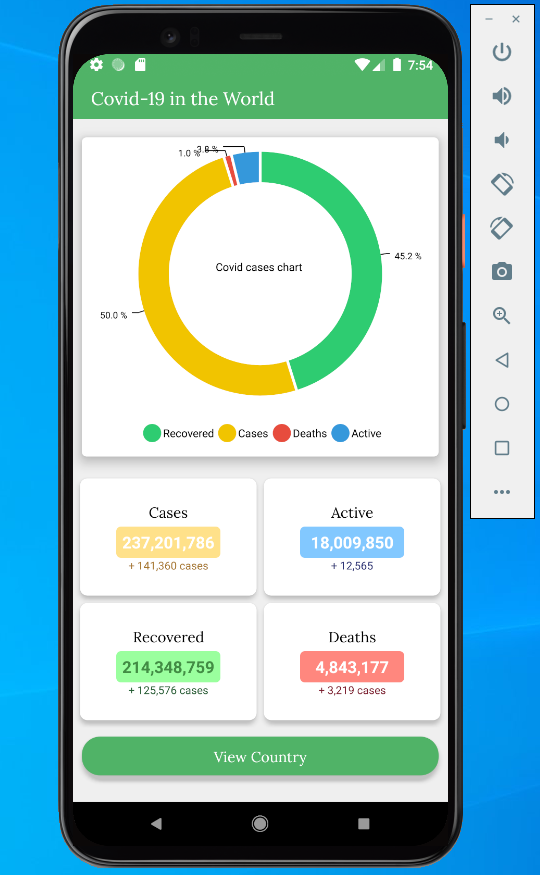 7:54
Covid-19 in the World
1.0 %
3.8 %
45.2 %
Covid cases chart
50.0 %
Recovered Cases Deaths Active
Cases
237,201,786
+ 141,360 cases
Active
18,009,850
+ 12,565
Recovered
214,348,759
+ 125,576 cases
Deaths
4,843,177
+ 3,219 cases
View Country